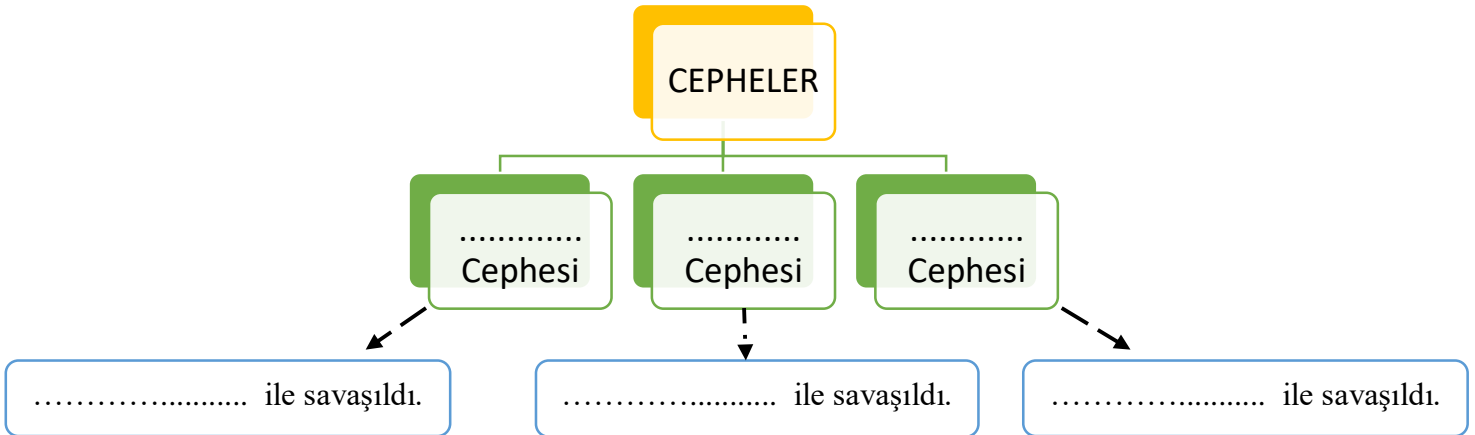 CEPHELER
.............
Cephesi
............
Cephesi
............
Cephesi
…………........... ile savaşıldı.
…………........... ile savaşıldı.
…………........... ile savaşıldı.